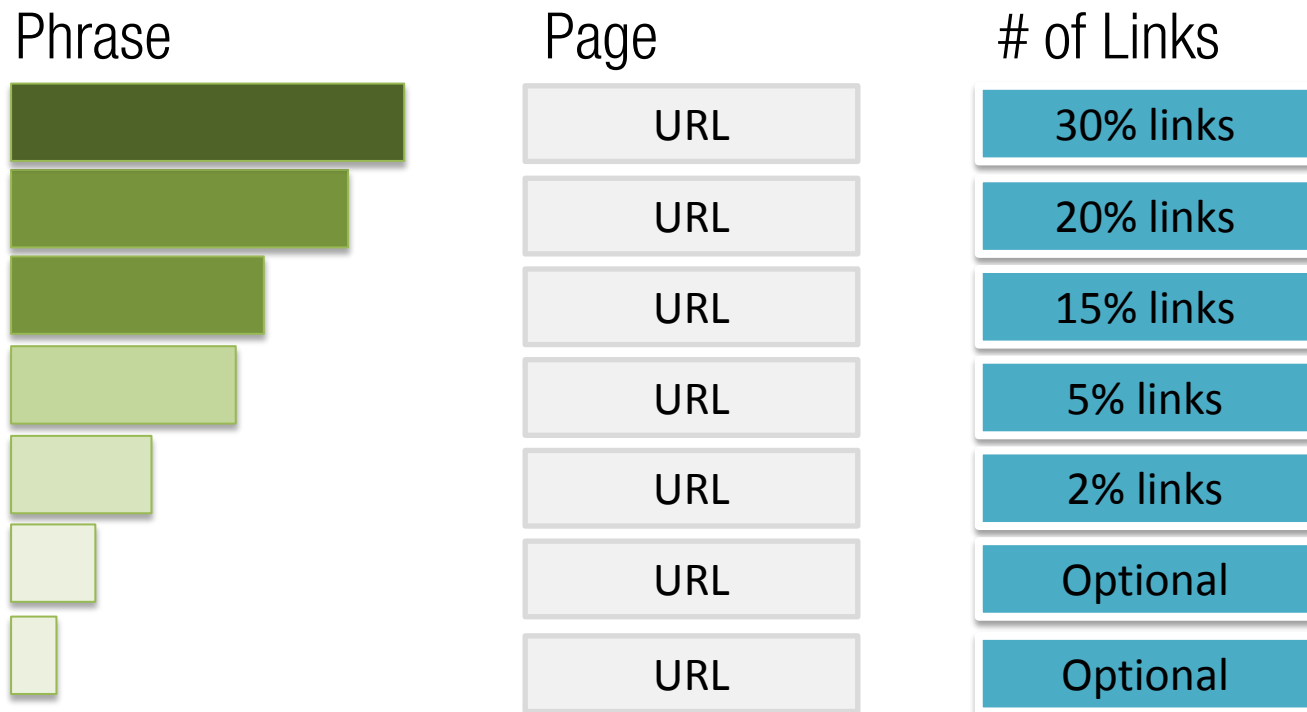 Phrase Page # of Links
URL 30% links
URL 20% links
URL 15% links
URL 5% links
URL 2% links
URL Optional
URL Optional